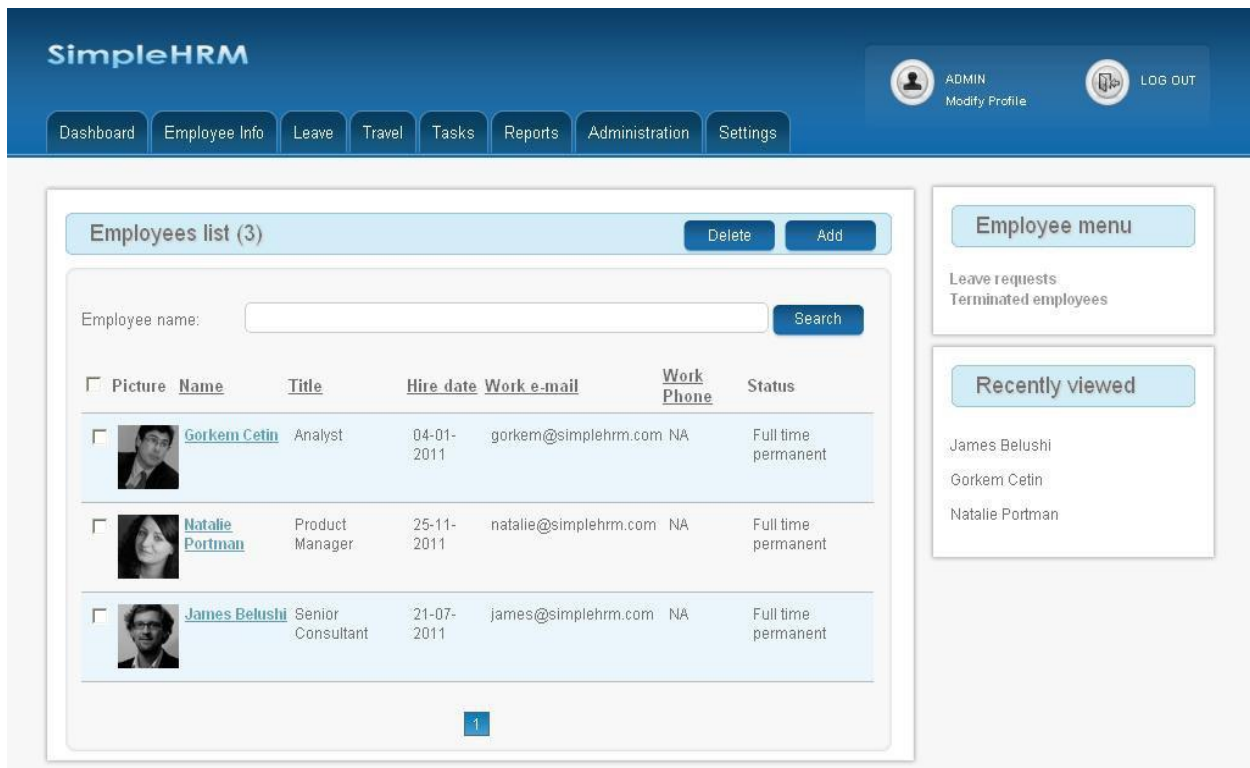 SimpleHRM
ADMIN
Modify Profile
LOG OUT
Dashboard
Employee Info
Leave
Travel
Tasks
Reports
Administration
Settings
Employees list (3)
Delete
Add
Employee name:
Search
Picture Name Title Hire date Work e-mail Work Phone Status
Gorkem Cetin Analyst 04-01-2011 gorkem@simplehrm.com NA Full time permanent
Natalie Portman Product Manager 25-11-2011 natalie@simplehrm.com NA Full time permanent
James Belushi Senior Consultant 21-07-2011 james@simplehrm.com NA Full time permanent
1
Employee menu
Leave requests
Terminated employees
Recently viewed
James Belushi
Gorkem Cetin
Natalie Portman